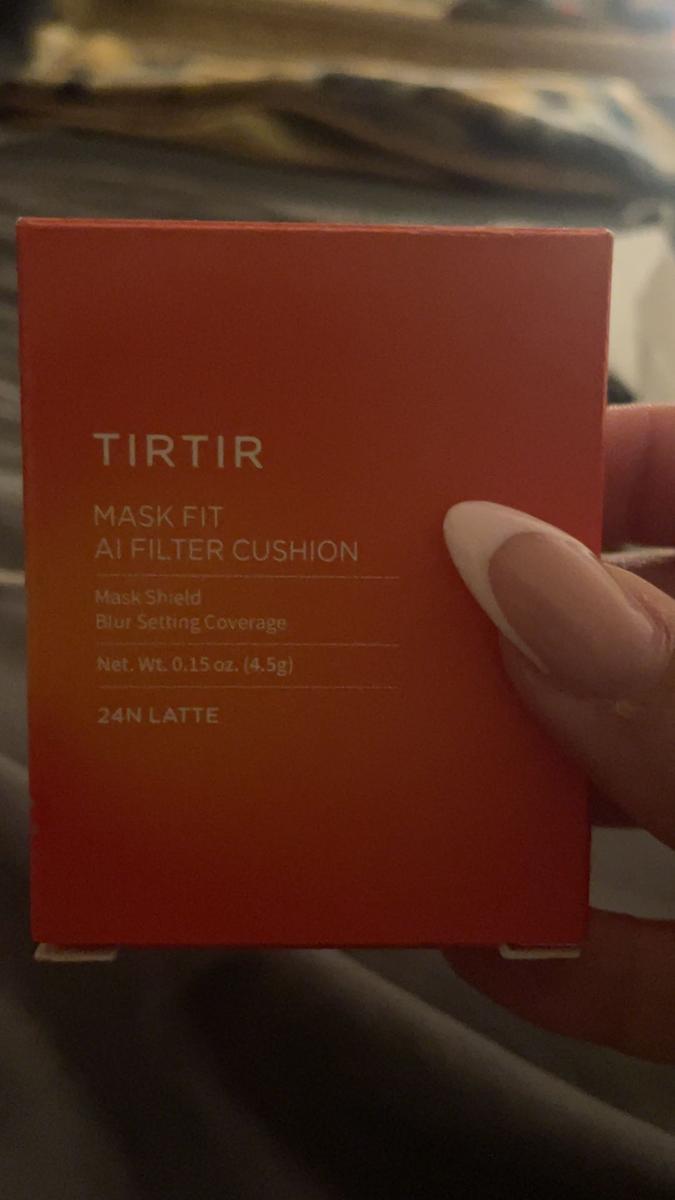 TIRTIR
MASK FIT
AI FILTER CUSHION
Mask Shield
Blur Setting Coverage
Net. Wt. 0.15 oz. (4.5g)
24N LATTE